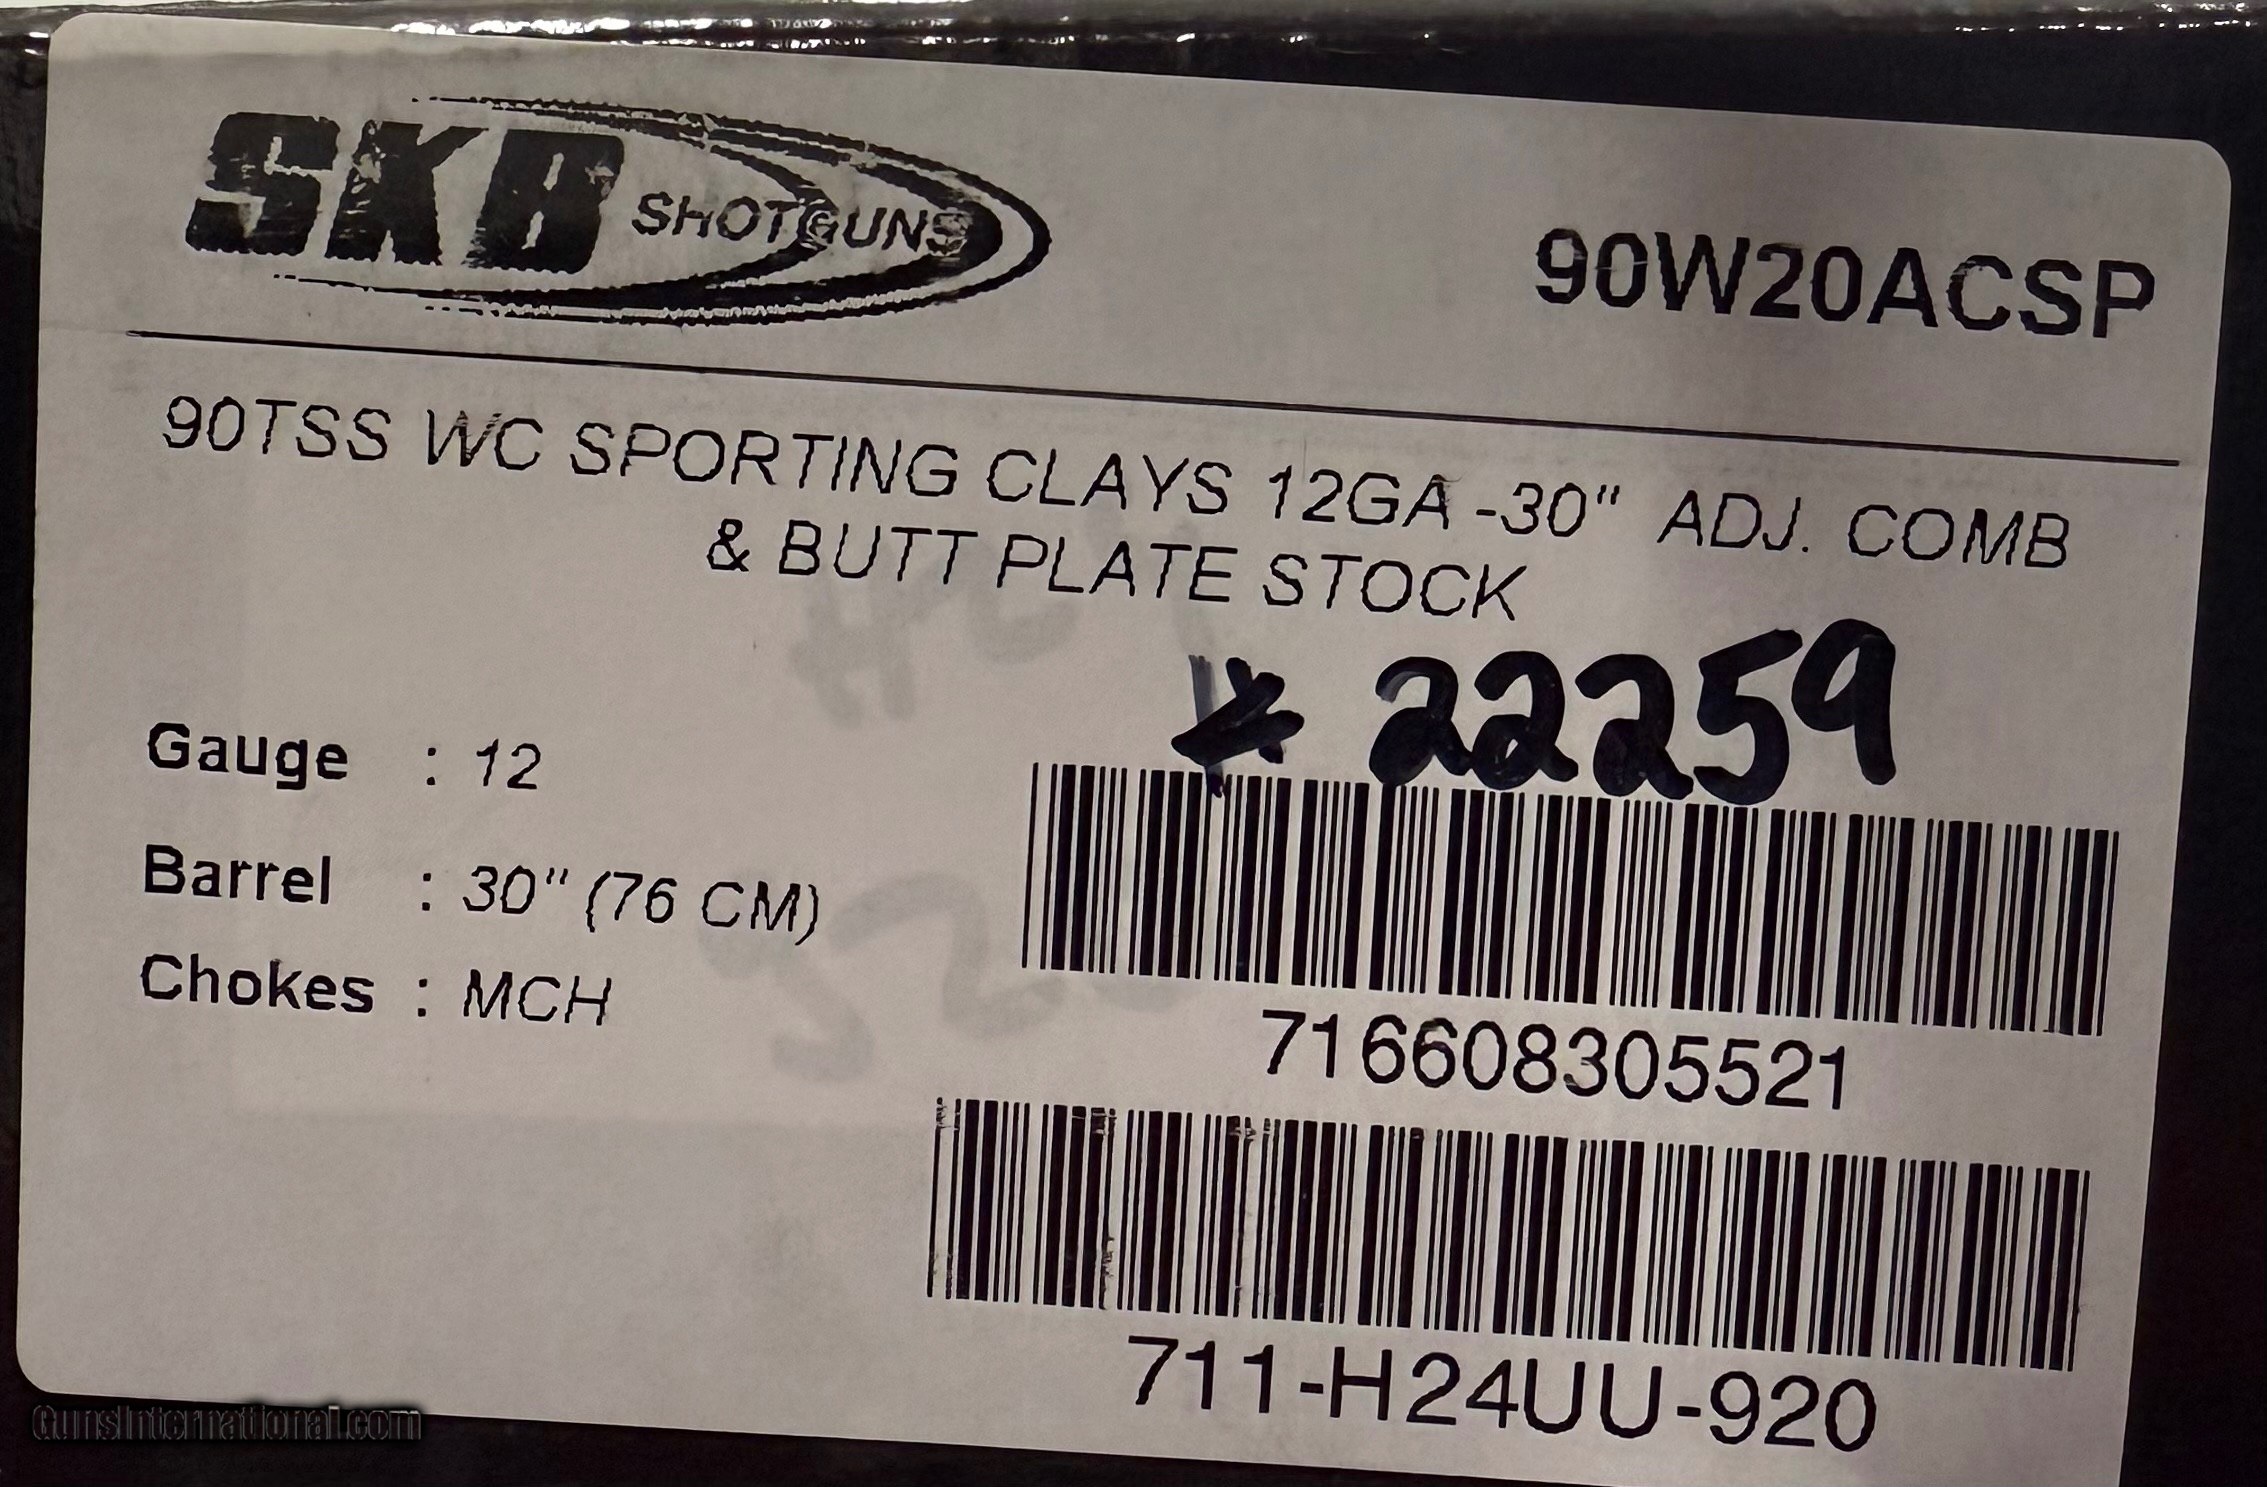 SKB SHOTGUNS
90W20ACSP
90TSS WC SPORTING CLAYS 12GA -30" ADJ. COMB
& BUTT PLATE STOCK
# 22259
Gauge : 12
Barrel : 30" (76 CM)
Chokes : MCH
716608305521
711-H24UU-920
GunsInternational.com